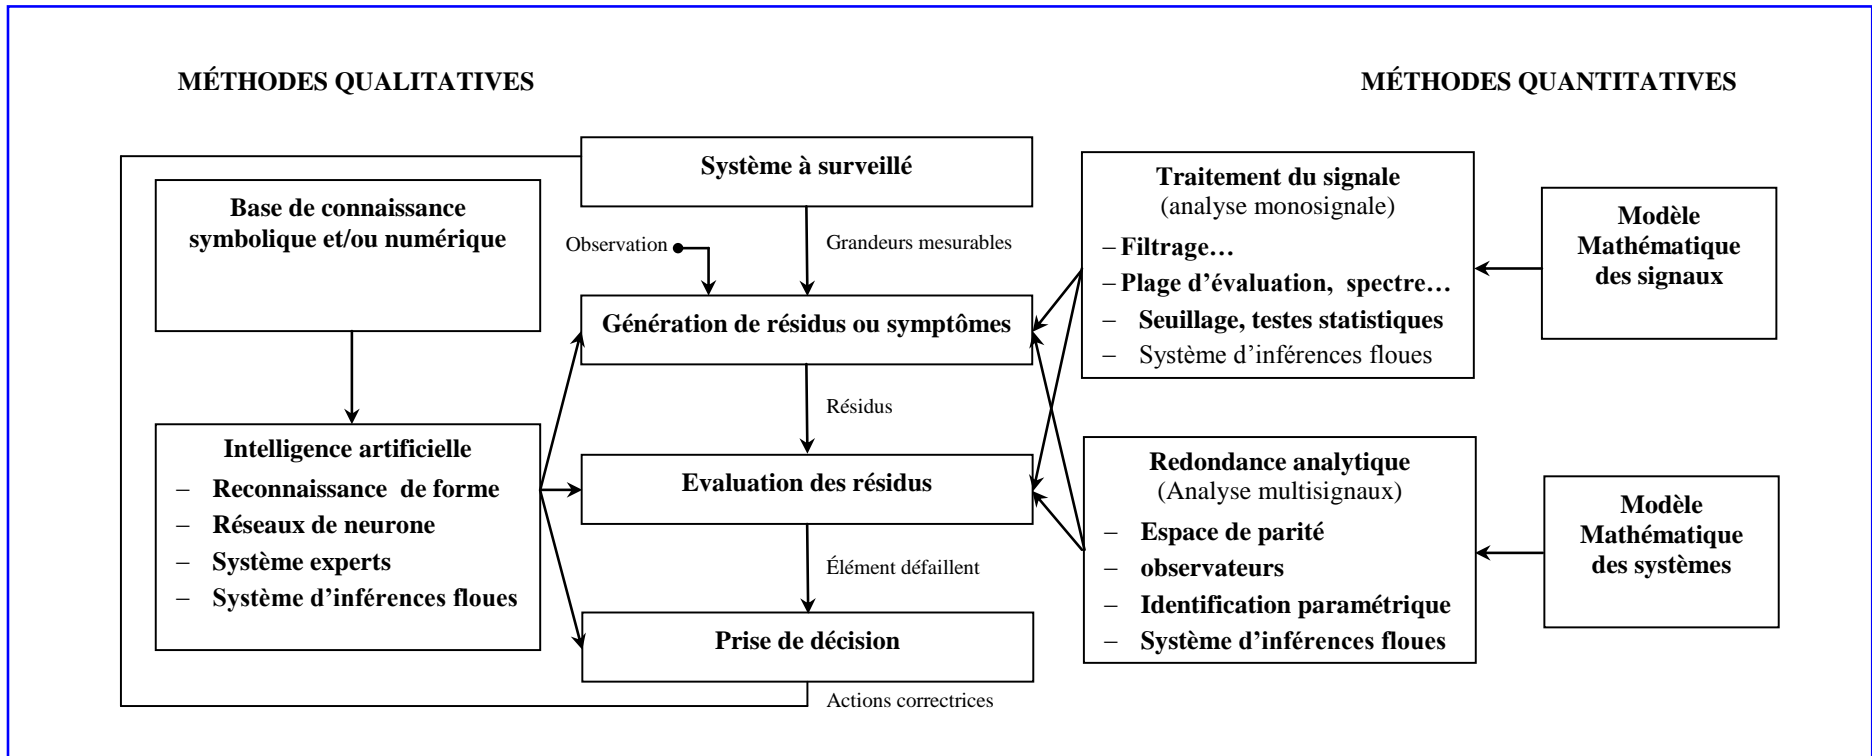 MÉTHODES QUALITATIVES
MÉTHODES QUANTITATIVES
Système à surveillé
Base de connaissance
symbolique et/ou numérique
Observation
Grandeurs mesurables
Génération de résidus ou symptômes
Résidus
Intelligence artificielle
– Reconnaissance de forme
– Réseaux de neurone
– Système experts
– Système d’inférences floues
Evaluation des résidus
Élément défaillent
Prise de décision
Actions correctrices
Traitement du signale
(analyse monosignale)
– Filtrage…
– Plage d’évaluation, spectre…
– Seuillage, testes statistiques
– Système d’inférences floues
Modèle
Mathématique
des signaux
Redondance analytique
(Analyse multisignaux)
– Espace de parité
– observateurs
– Identification paramétrique
– Système d’inférences floues
Modèle
Mathématique
des systèmes